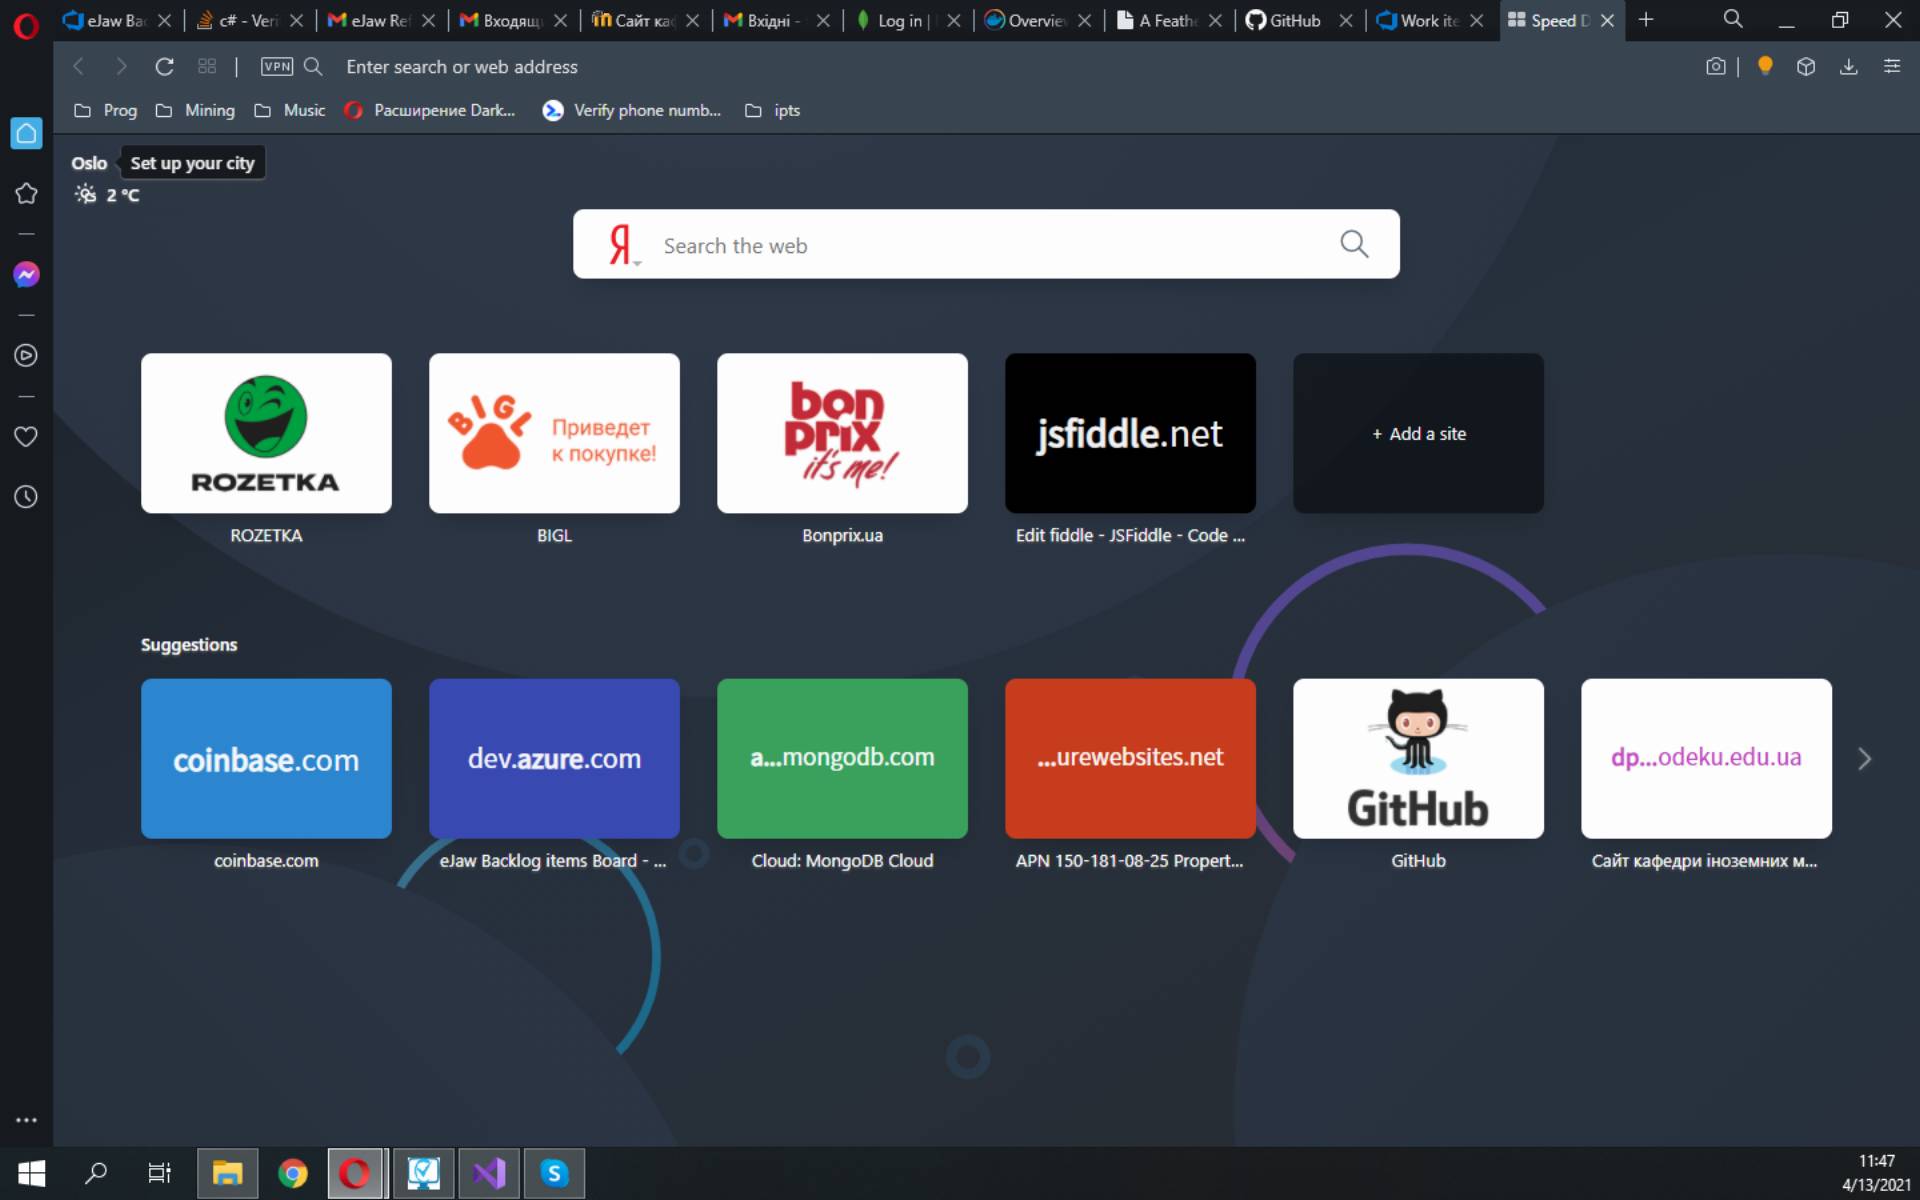 eJaw Bac
c# - Veri
eJaw Ref
Входящ
Сайт ка
Вхідні -
Log in |
Overvie
A Feathe
GitHub
Work ite
Speed D
VPN
Enter search or web address
Prog
Mining
Music
Расширение Dark...
Verify phone numb...
ipts
Oslo
Set up your city
2 °C
Я
Search the web
ROZETKA
BIGL
Приведет
к покупке!
bon
prix
it's me!
jsfiddle.net
+ Add a site
ROZETKA
BIGL
Bonprix.ua
Edit fiddle - JSFiddle - Code ...
Suggestions
coinbase.com
dev.azure.com
a...mongodb.com
...urewebsites.net
GitHub
dp...odeku.edu.ua
coinbase.com
eJaw Backlog items Board - ...
Cloud: MongoDB Cloud
APN 150-181-08-25 Propert...
GitHub
Сайт кафедри іноземних м...
11:47
4/13/2021